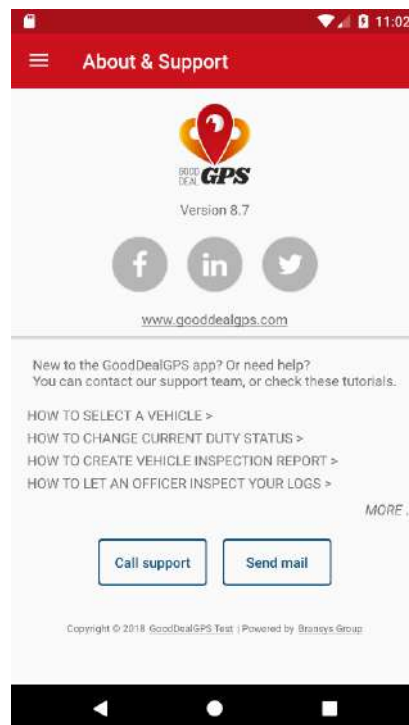 11:02
About & Support
GOOD
DEAL GPS
Version 8.7
f in
www.gooddealgps.com
New to the GoodDealGPS app? Or need help?
You can contact our support team, or check these tutorials.
HOW TO SELECT A VEHICLE >
HOW TO CHANGE CURRENT DUTY STATUS >
HOW TO CREATE VEHICLE INSPECTION REPORT >
HOW TO LET AN OFFICER INSPECT YOUR LOGS >
MORE .
Call support Send mail
Copyright © 2018 GoodDealGPS Test | Powered by Bransys Group